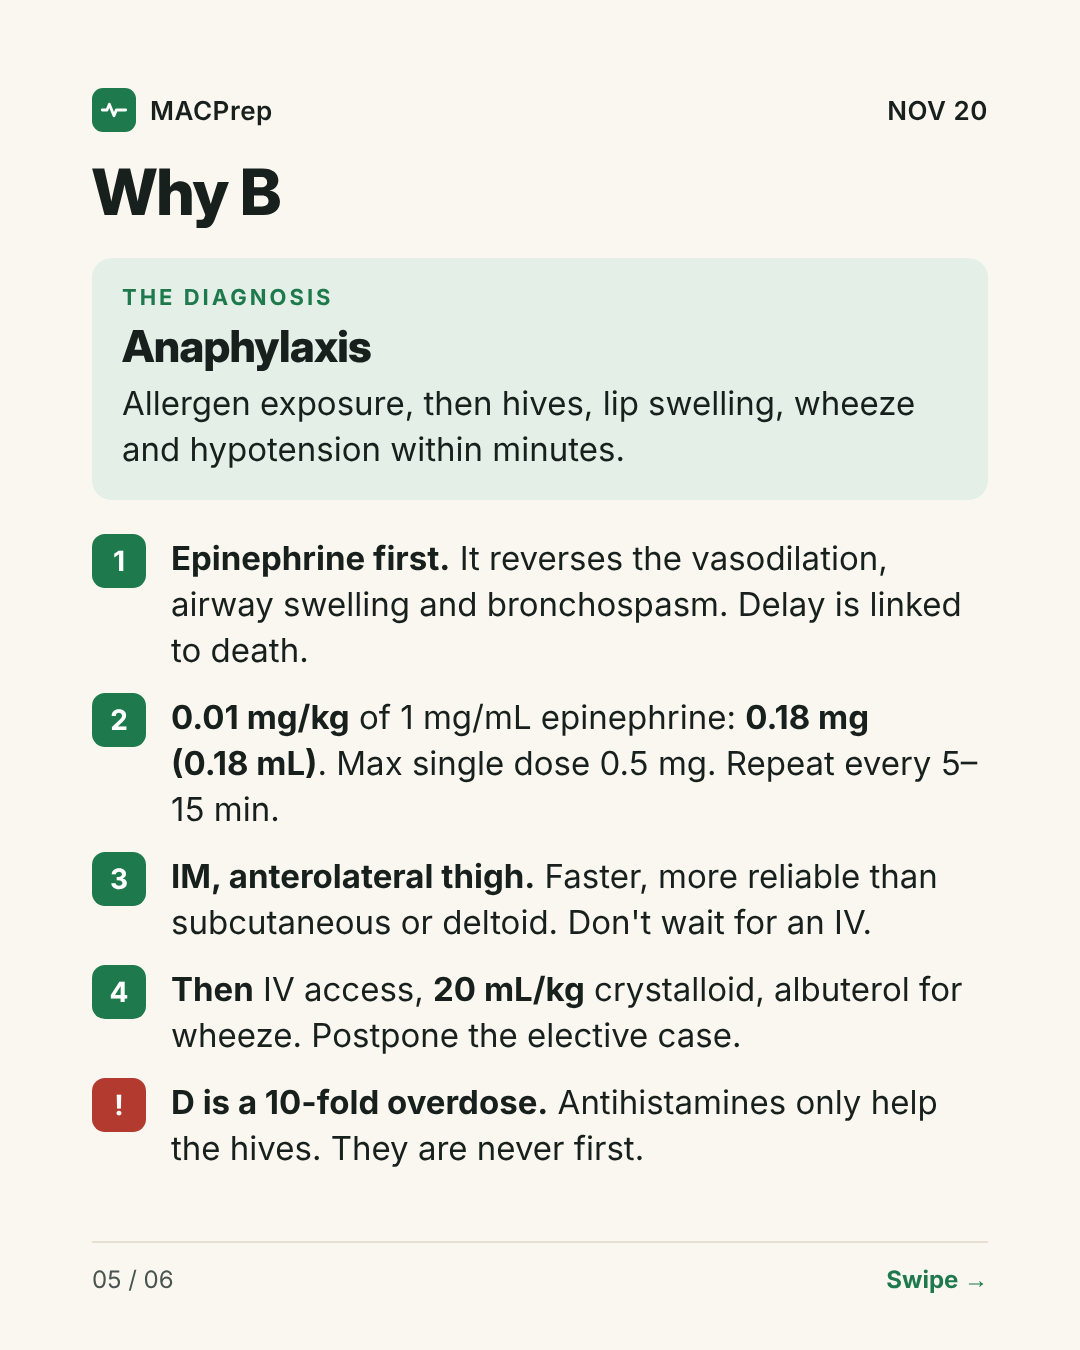 MACPrep
NOV 20
Why B
THE DIAGNOSIS
Anaphylaxis
Allergen exposure, then hives, lip swelling, wheeze
and hypotension within minutes.
1
Epinephrine first. It reverses the vasodilation,
airway swelling and bronchospasm. Delay is linked
to death.
2
0.01 mg/kg of 1 mg/mL epinephrine: 0.18 mg
(0.18 mL). Max single dose 0.5 mg. Repeat every 5–
15 min.
3
IM, anterolateral thigh. Faster, more reliable than
subcutaneous or deltoid. Don't wait for an IV.
4
Then IV access, 20 mL/kg crystalloid, albuterol for
wheeze. Postpone the elective case.
!
D is a 10-fold overdose. Antihistamines only help
the hives. They are never first.
05 / 06
Swipe →